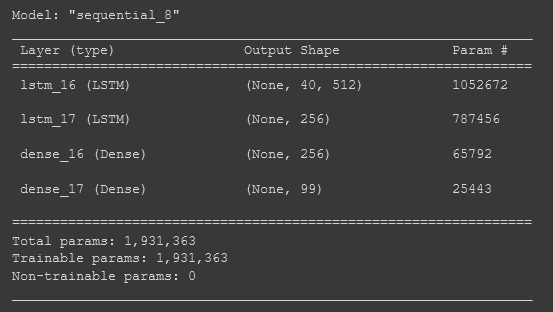 Model: "sequential_8"
Layer (type) Output Shape Param #
lstm_16 (LSTM) (None, 40, 512) 1052672
lstm_17 (LSTM) (None, 256) 787456
dense_16 (Dense) (None, 256) 65792
dense_17 (Dense) (None, 99) 25443
Total params: 1,931,363
Trainable params: 1,931,363
Non-trainable params: 0